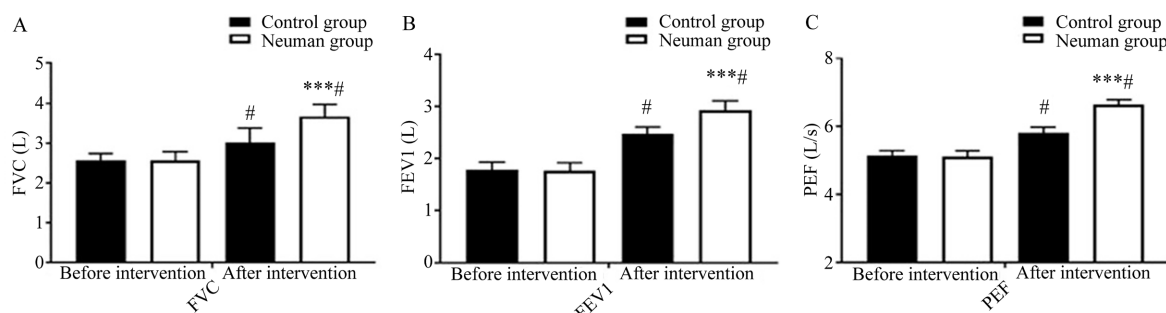 A
Control group
Neuman group
FVC (L)
5
4
3
2
1
0
#
***#
Before intervention
After intervention
FVC
B
Control group
Neuman group
FEV1 (L)
4
3
2
1
0
#
***#
Before intervention
After intervention
FEV1
C
Control group
Neuman group
PEF (L/s)
8
6
4
2
#
***#
Before intervention
After intervention
PEF